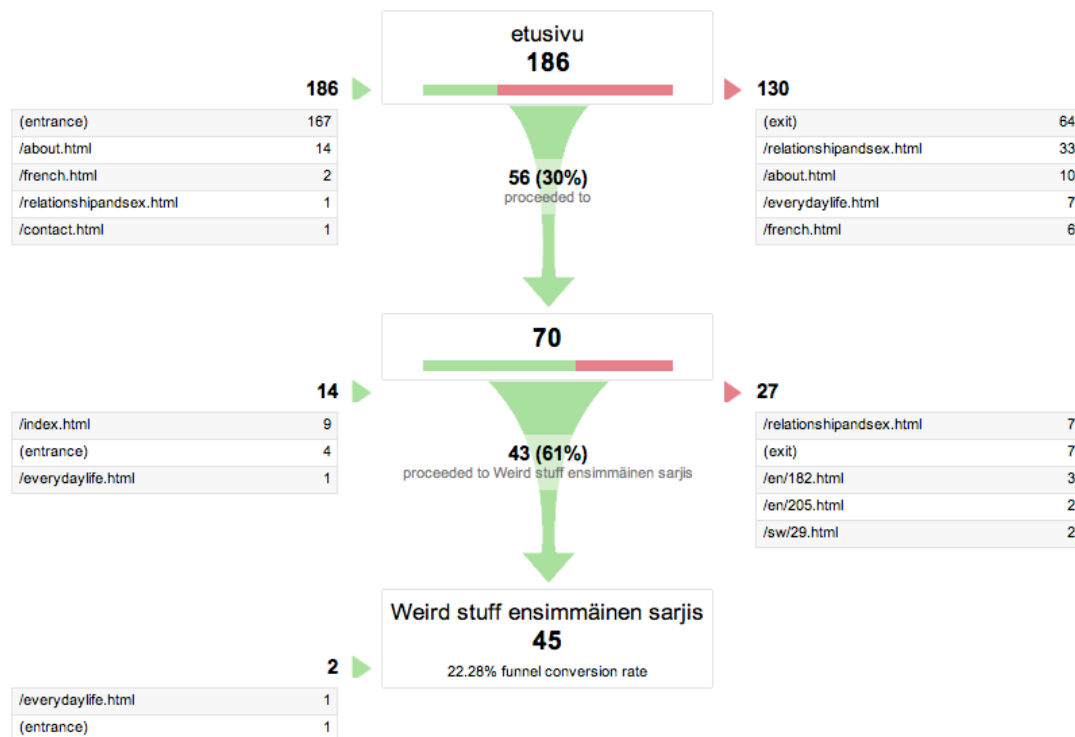 etusivu
186
186
130
(entrance) 167
/about.html 14
/french.html 2
/relationshipandsex.html 1
/contact.html 1
(exit) 64
/relationshipandsex.html 33
/about.html 10
/everydaylife.html 7
/french.html 6
56 (30%)
proceeded to
70
14
27
/index.html 9
(entrance) 4
/everydaylife.html 1
/relationshipandsex.html 7
(exit) 7
/en/182.html 3
/en/205.html 2
/sw/29.html 2
43 (61%)
proceeded to Weird stuff ensimmäinen sarjis
Weird stuff ensimmäinen sarjis
45
22.28% funnel conversion rate
2
/everydaylife.html 1
(entrance) 1